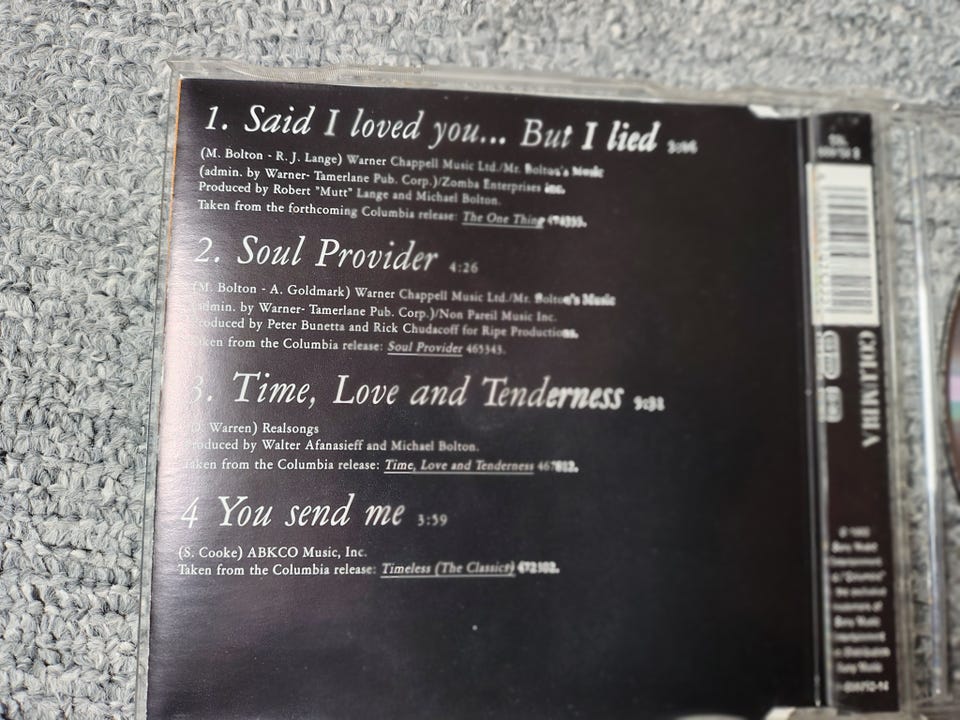 1. Said I loved you... But I lied
(M. Bolton - R. J. Lange) Warner Chappell Music Ltd./Mr. Bolton's Music
(admin. by Warner- Tamerlane Pub. Corp.)/Zomba Enterprises Inc.
Produced by Robert "Mutt" Lange and Michael Bolton.
Taken from the forthcoming Columbia release: The One Thing
2. Soul Provider 4:26
(M. Bolton - A. Goldmark) Warner Chappell Music Ltd./Mr. Bolton's Music
(admin. by Warner- Tamerlane Pub. Corp.)/Non Pareil Music Inc.
Produced by Peter Bunetta and Rick Chudacoff for Ripe Productions.
Taken from the Columbia release: Soul Provider 465343.
3. Time, Love and Tenderness
(D. Warren) Realsongs
Produced by Walter Afanasieff and Michael Bolton.
Taken from the Columbia release: Time, Love and Tenderness
4 You send me 3:59
(S. Cooke) ABKCO Music, Inc.
Taken from the Columbia release: Timeless (The Classics)
COLUMBIA